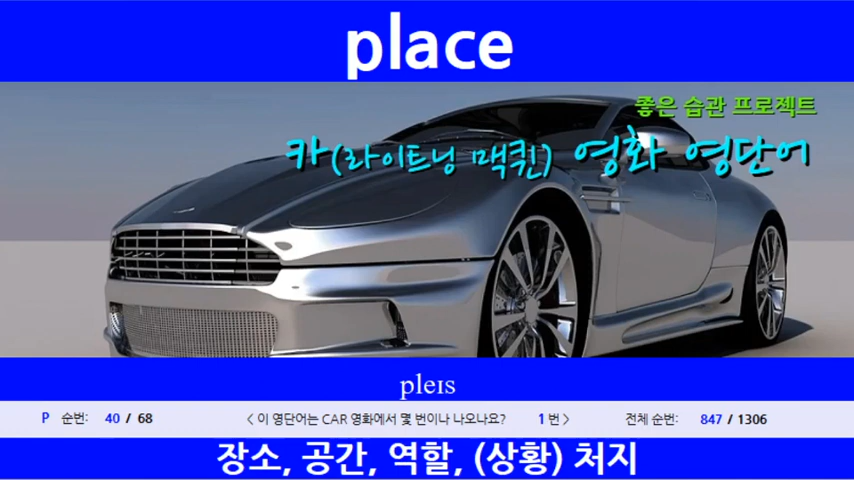 place
좋은 습관 프로젝트
카(라이트닝 맥퀸) 영화 영단어
pleɪs
P 순번: 40 / 68 < 이 영단어는 CAR 영화에서 몇 번이나 나오나요? 1 번 > 전체 순번: 847 / 1306
장소, 공간, 역할, (상황) 처지